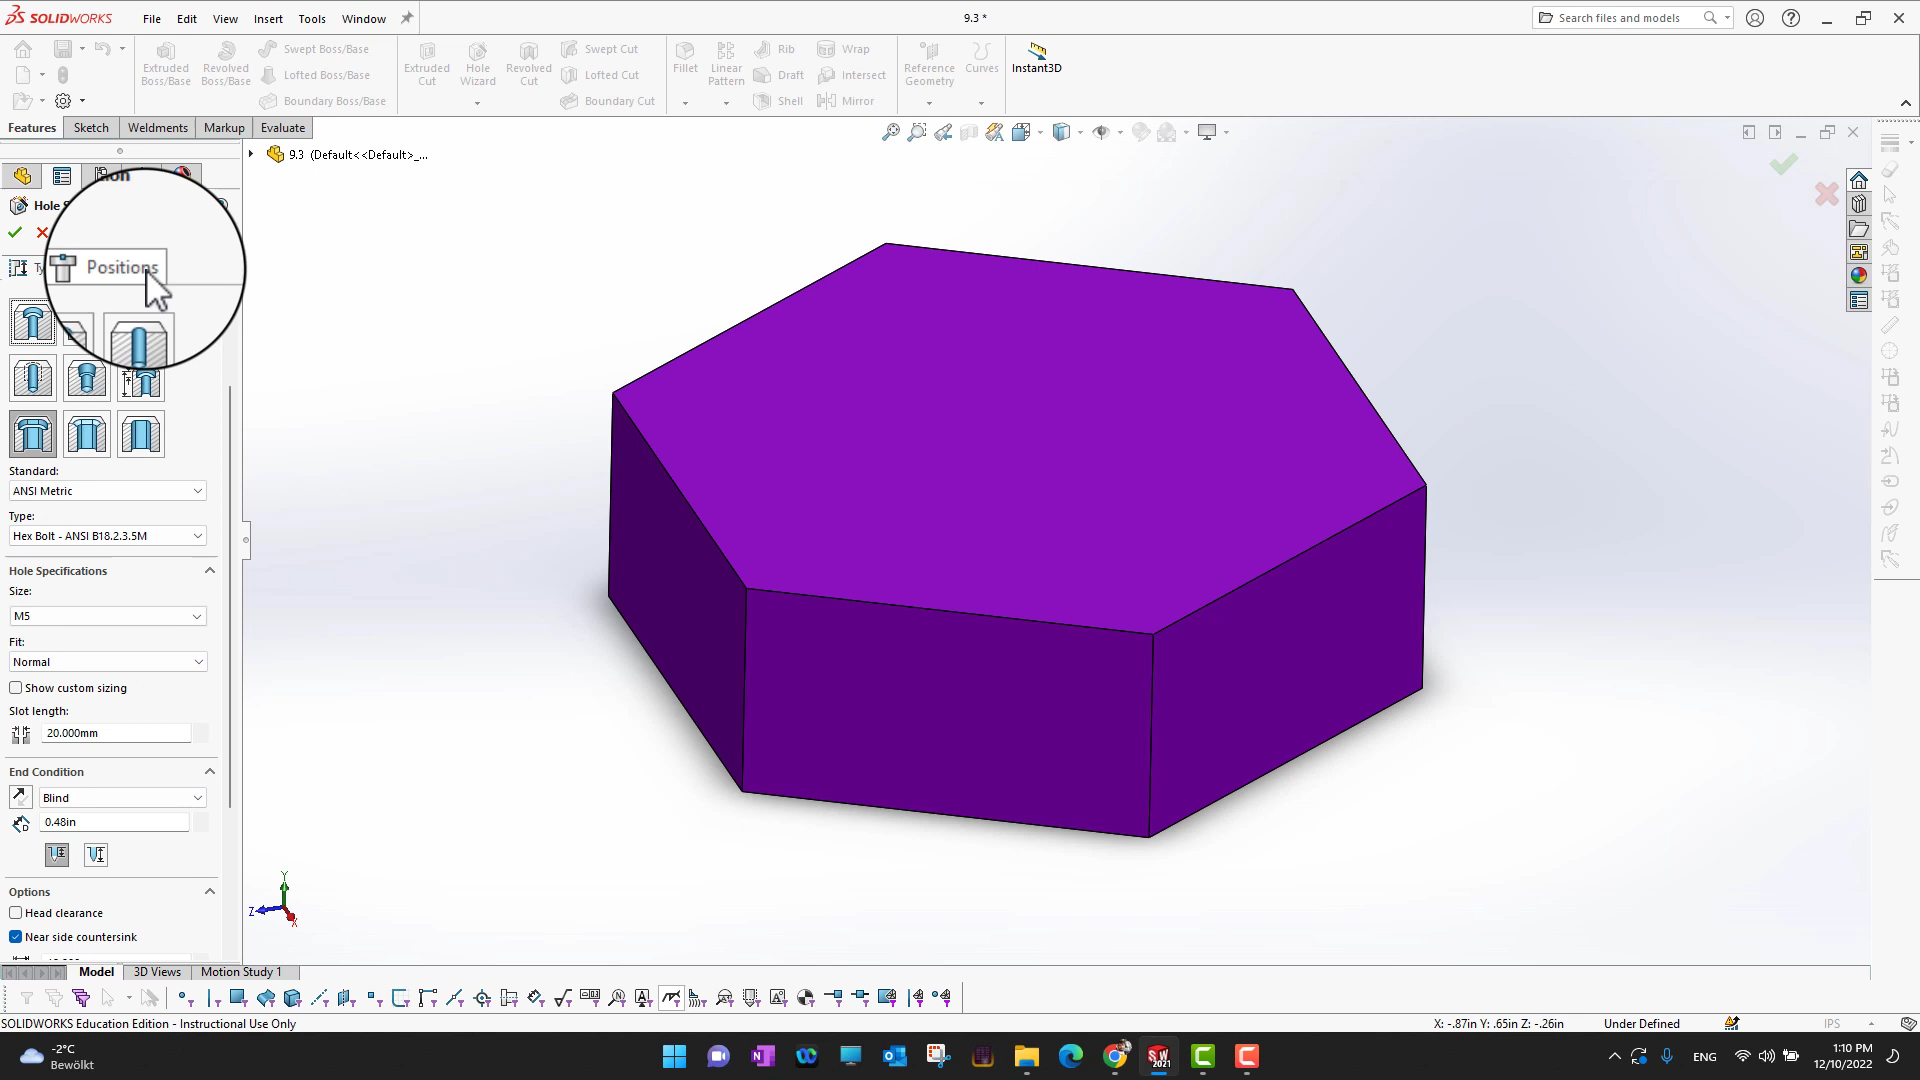 SOLIDWORKS File Edit View Insert Tools Window 9.3 * Search files and models
Extruded Boss/Base Revolved Boss/Base Swept Boss/Base Lofted Boss/Base Boundary Boss/Base Extruded Cut Hole Wizard Revolved Cut Swept Cut Lofted Cut Boundary Cut Fillet Linear Pattern Rib Draft Shell Wrap Intersect Mirror Reference Geometry Curves Instant3D
Features Sketch Weldments Markup Evaluate
9.3 (Default<<Default>_...
Hole S
Positions
Standard:
ANSI Metric
Type:
Hex Bolt - ANSI B18.2.3.5M
Hole Specifications
Size:
M5
Fit:
Normal
Show custom sizing
Slot length:
20.000mm
End Condition
Blind
0.48in
Options
Head clearance
Near side countersink
Y
Z
X
Model 3D Views Motion Study 1
SOLIDWORKS Education Edition - Instructional Use Only X: -.87in Y: .65in Z: -.26in Under Defined IPS
-2°C
Bewölkt
SW
2021
ENG
1:10 PM
12/10/2022